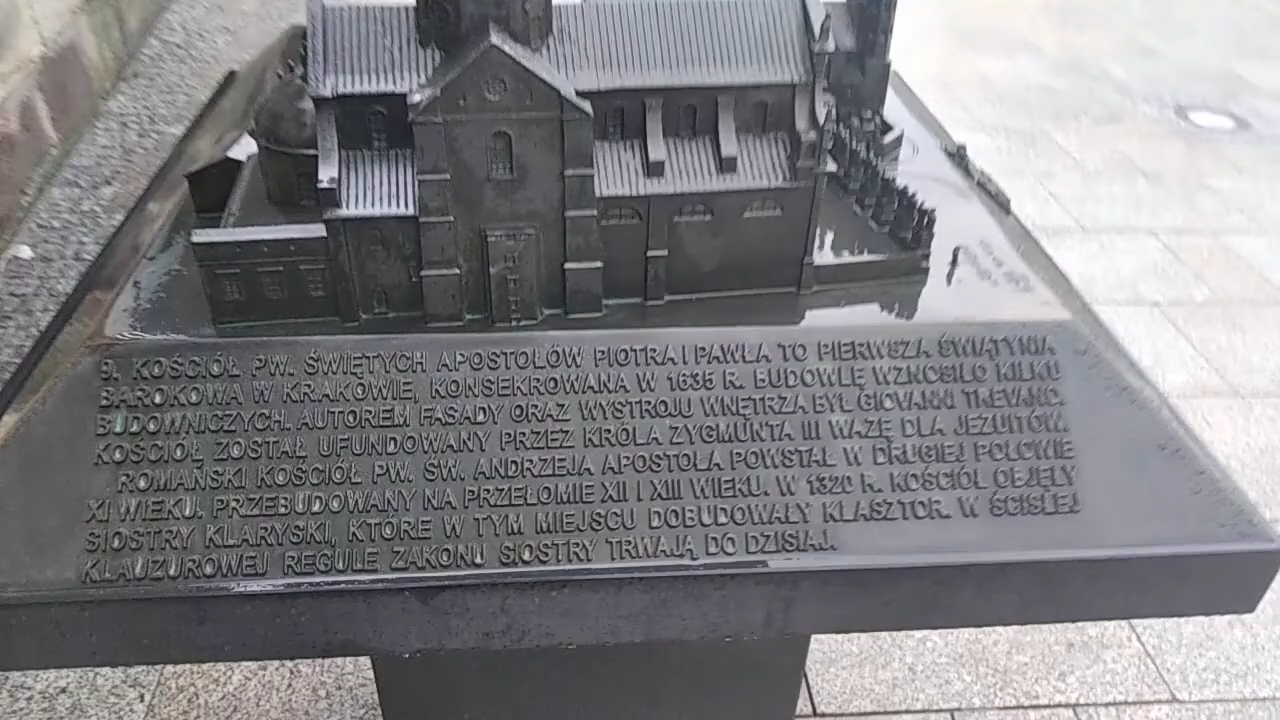 9. KOŚCIÓŁ PW. ŚWIĘTYCH APOSTOŁÓW PIOTRA I PAWŁA TO PIERWSZA ŚWIĄTYNIA
BAROKOWA W KRAKOWIE, KONSEKROWANA W 1635 R. BUDOWLĘ WZNOSIŁO KILKU
BUDOWNICZYCH. AUTOREM FASADY ORAZ WYSTROJU WNĘTRZA BYŁ GIOVANNI TREVANO.
KOŚCIÓŁ ZOSTAŁ UFUNDOWANY PRZEZ KRÓLA ZYGMUNTA III WAZĘ DLA JEZUITÓW.
ROMAŃSKI KOŚCIÓŁ PW. ŚW. ANDRZEJA APOSTOŁA POWSTAŁ W DRUGIEJ POŁOWIE
XI WIEKU. PRZEBUDOWANY NA PRZEŁOMIE XII I XIII WIEKU. W 1320 R. KOŚCIÓŁ OBJĘŁY
SIOSTRY KLARYSKI, KTÓRE W TYM MIEJSCU DOBUDOWAŁY KLASZTOR. W ŚCISŁEJ
KLAUZUROWEJ REGULE ZAKONU SIOSTRY TRWAJĄ DO DZISIAJ.